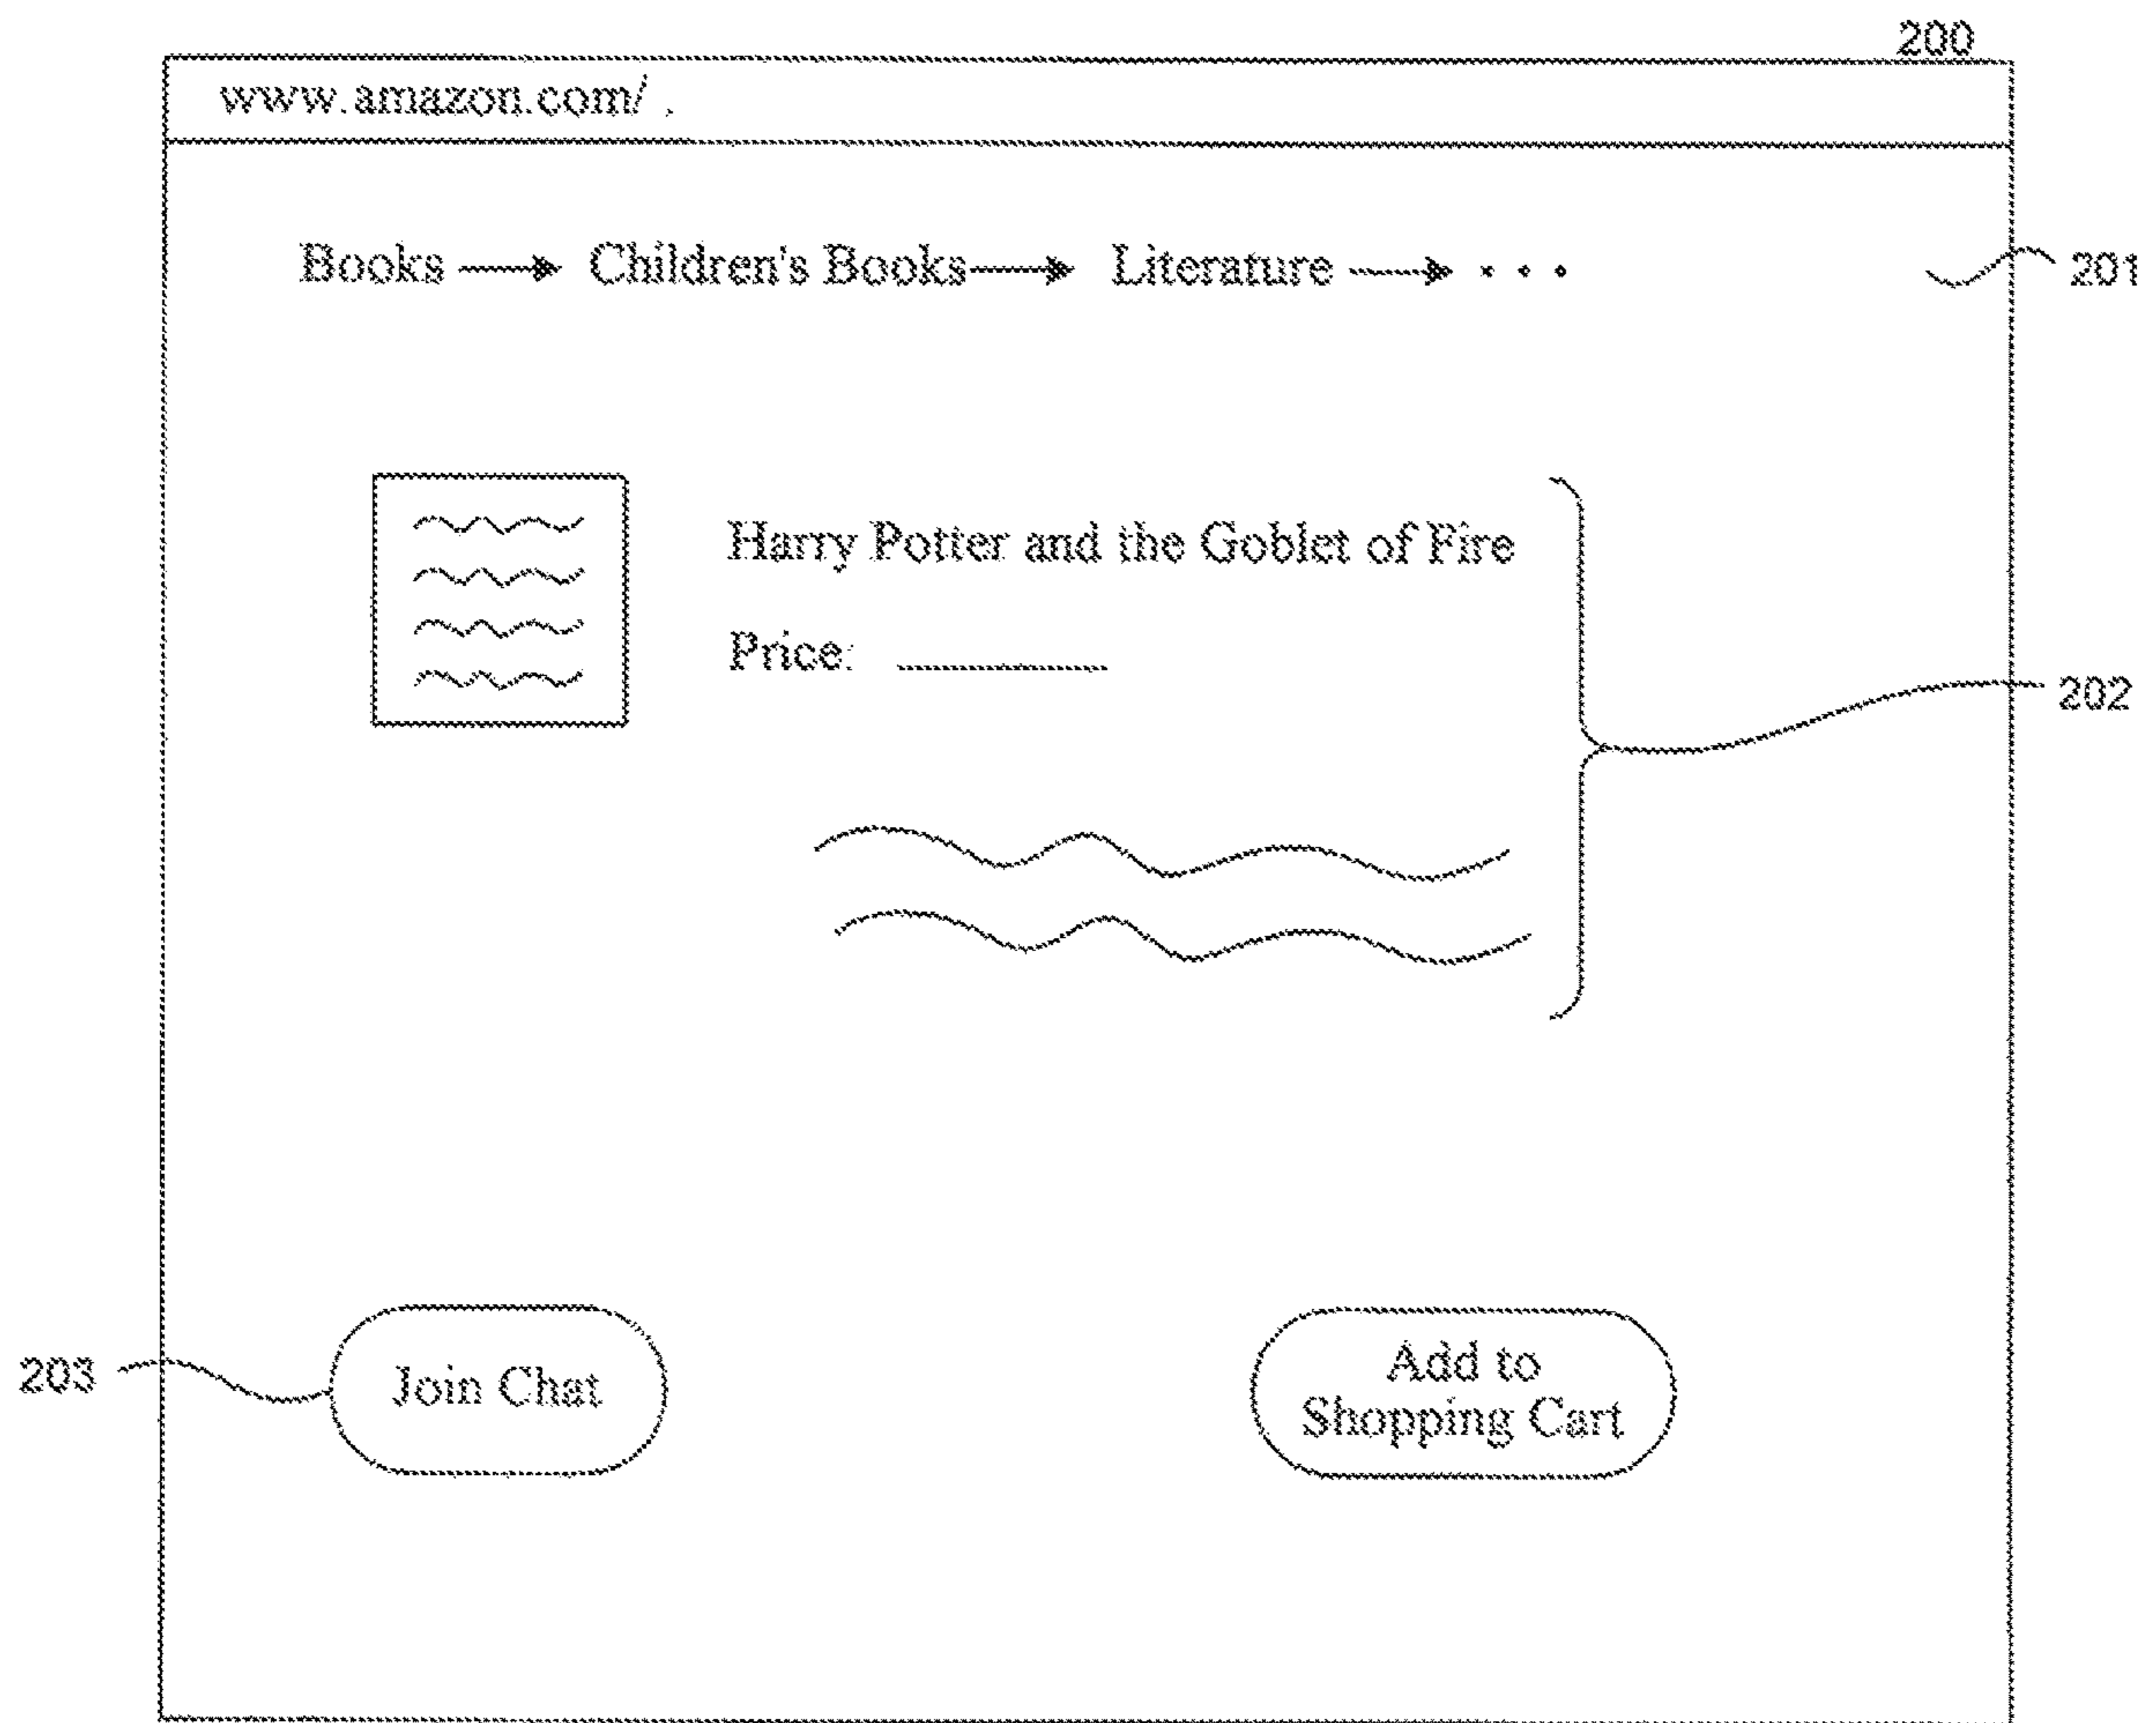 200
www.amazon.com/ .
Books → Children's Books → Literature → . . .
201
Harry Potter and the Goblet of Fire
Price: ________
202
203
Join Chat
Add to
Shopping Cart